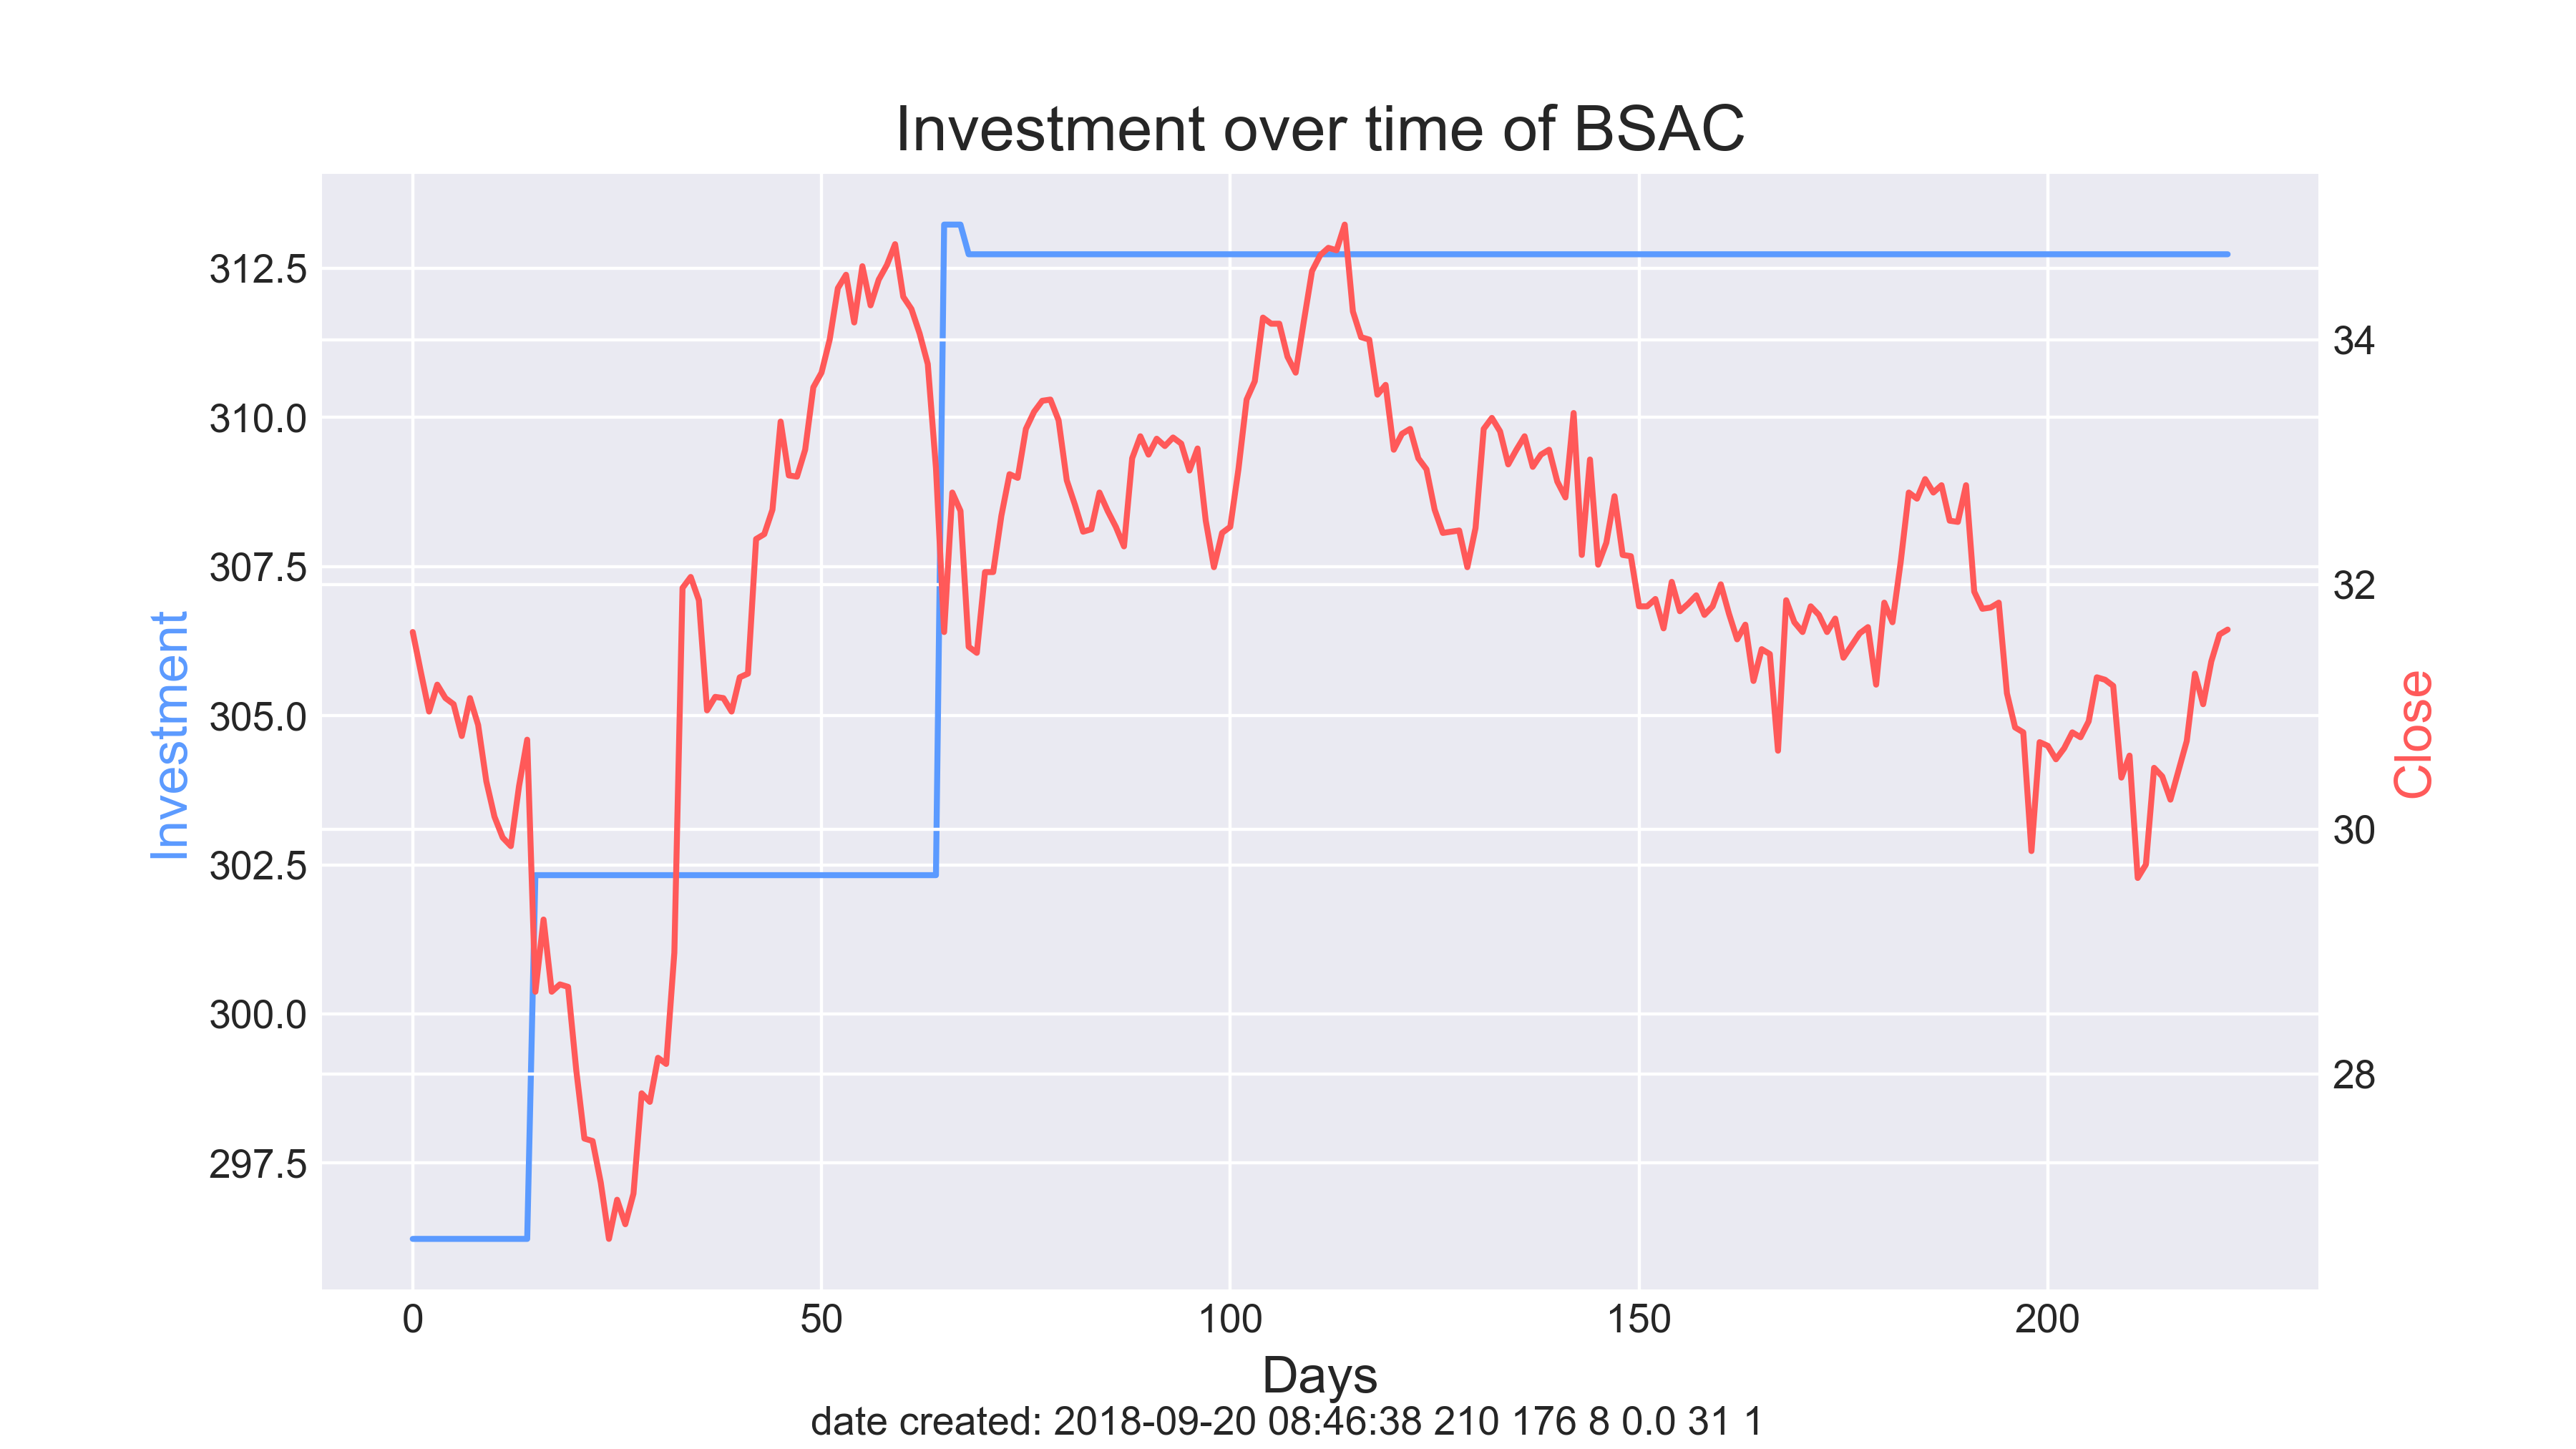 Investment over time of BSAC
312.5
310.0
307.5
305.0
302.5
300.0
297.5
Investment
34
32
30
28
Close
0 50 100 150 200
Days
date created: 2018-09-20 08:46:38 210 176 8 0.0 31 1